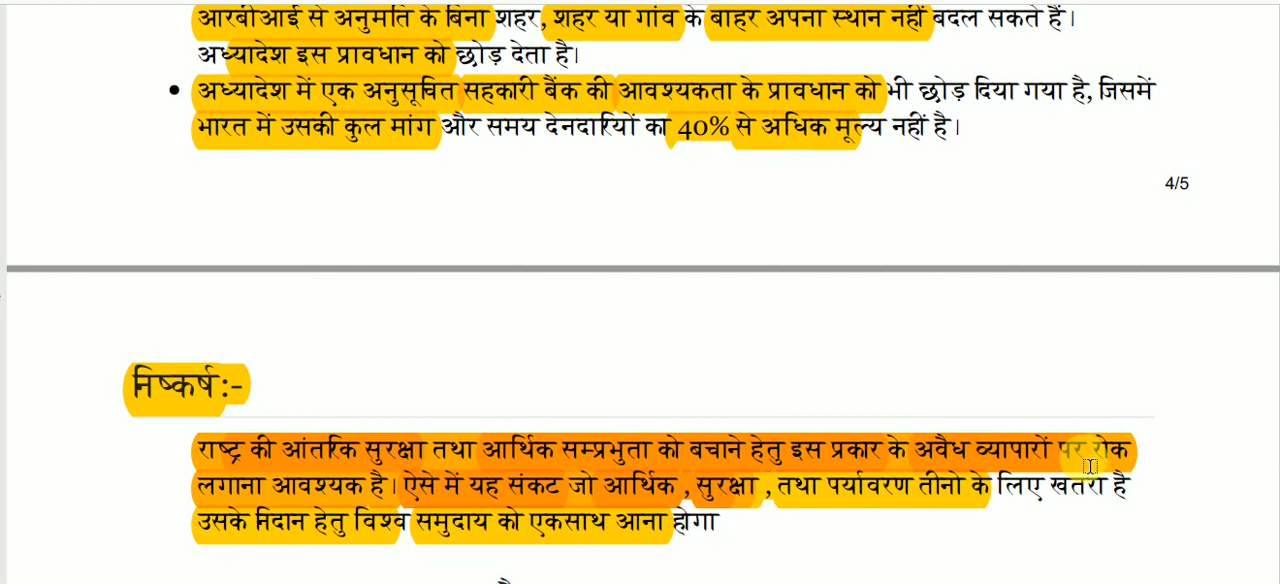 आरबीआई से अनुमति के बिना शहर, शहर या गांव के बाहर अपना स्थान नहीं बदल सकते हैं।
अध्यादेश इस प्रावधान को छोड़ देता है।
• अध्यादेश में एक अनुसूचित सहकारी बैंक की आवश्यकता के प्रावधान को भी छोड़ दिया गया है, जिसमें
भारत में उसकी कुल मांग और समय देनदारियों का 40% से अधिक मूल्य नहीं है।
4/5
निष्कर्ष:-
राष्ट्र की आंतरिक सुरक्षा तथा आर्थिक सम्प्रभुता को बचाने हेतु इस प्रकार के अवैध व्यापारों पर रोक
लगाना आवश्यक है। ऐसे में यह संकट जो आर्थिक , सुरक्षा , तथा पर्यावरण तीनो के लिए खतरा है
उसके निदान हेतु विश्व समुदाय को एकसाथ आना होगा